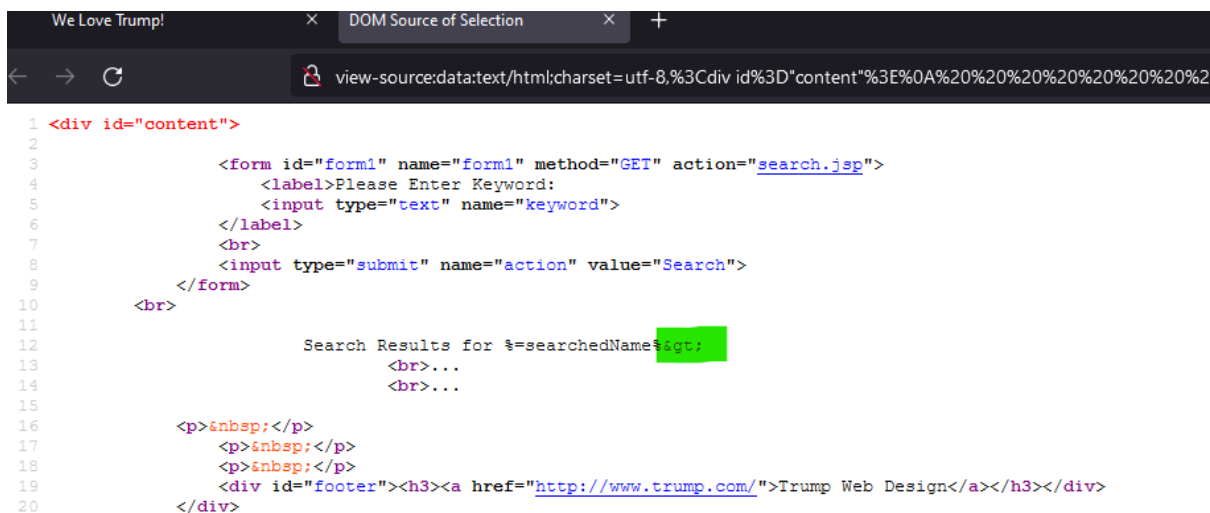 We Love Trump! × DOM Source of Selection × +
view-source:data:text/html;charset=utf-8,%3Cdiv id%3D"content"%3E%0A%20%20%20%20%20%20%20%2
1 <div id="content">
2
3 <form id="form1" name="form1" method="GET" action="search.jsp">
4 <label>Please Enter Keyword:
5 <input type="text" name="keyword">
6 </label>
7 <br>
8 <input type="submit" name="action" value="Search">
9 </form>
10 <br>
11
12 Search Results for %=searchedName%&gt;
13 <br>...
14 <br>...
15
16 <p>&nbsp;</p>
17 <p>&nbsp;</p>
18 <p>&nbsp;</p>
19 <div id="footer"><h3><a href="http://www.trump.com/">Trump Web Design</a></h3></div>
20 </div>